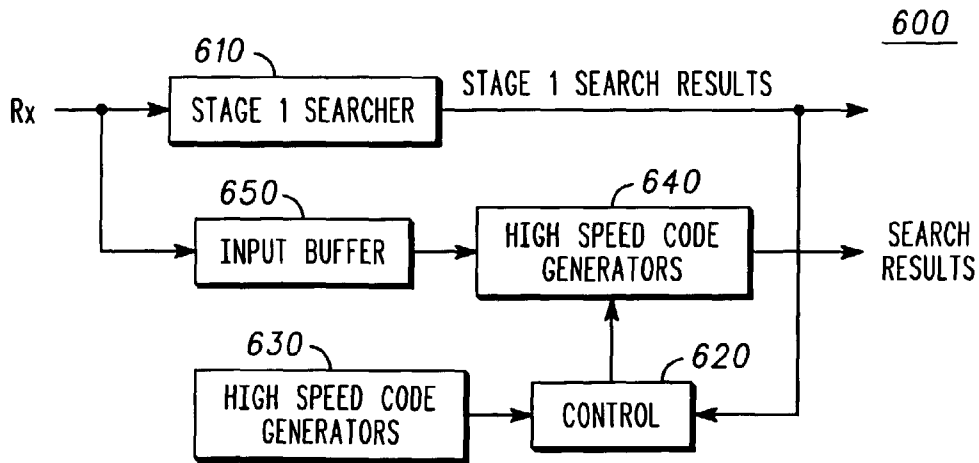 600
610
Rx
STAGE 1 SEARCHER
STAGE 1 SEARCH RESULTS
650
INPUT BUFFER
640
HIGH SPEED CODE
GENERATORS
SEARCH
RESULTS
630
HIGH SPEED CODE
GENERATORS
620
CONTROL